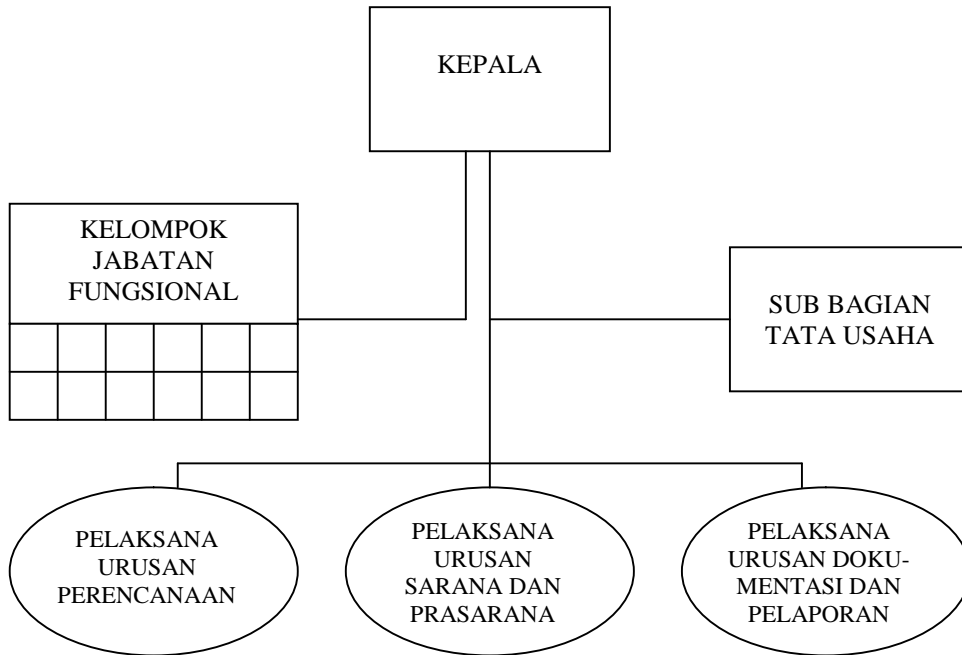 KEPALA
KELOMPOK
JABATAN
FUNGSIONAL
SUB BAGIAN
TATA USAHA
PELAKSANA
URUSAN
PERENCANAAN
PELAKSANA
URUSAN
SARANA DAN
PRASARANA
PELAKSANA
URUSAN DOKU-
MENTASI DAN
PELAPORAN